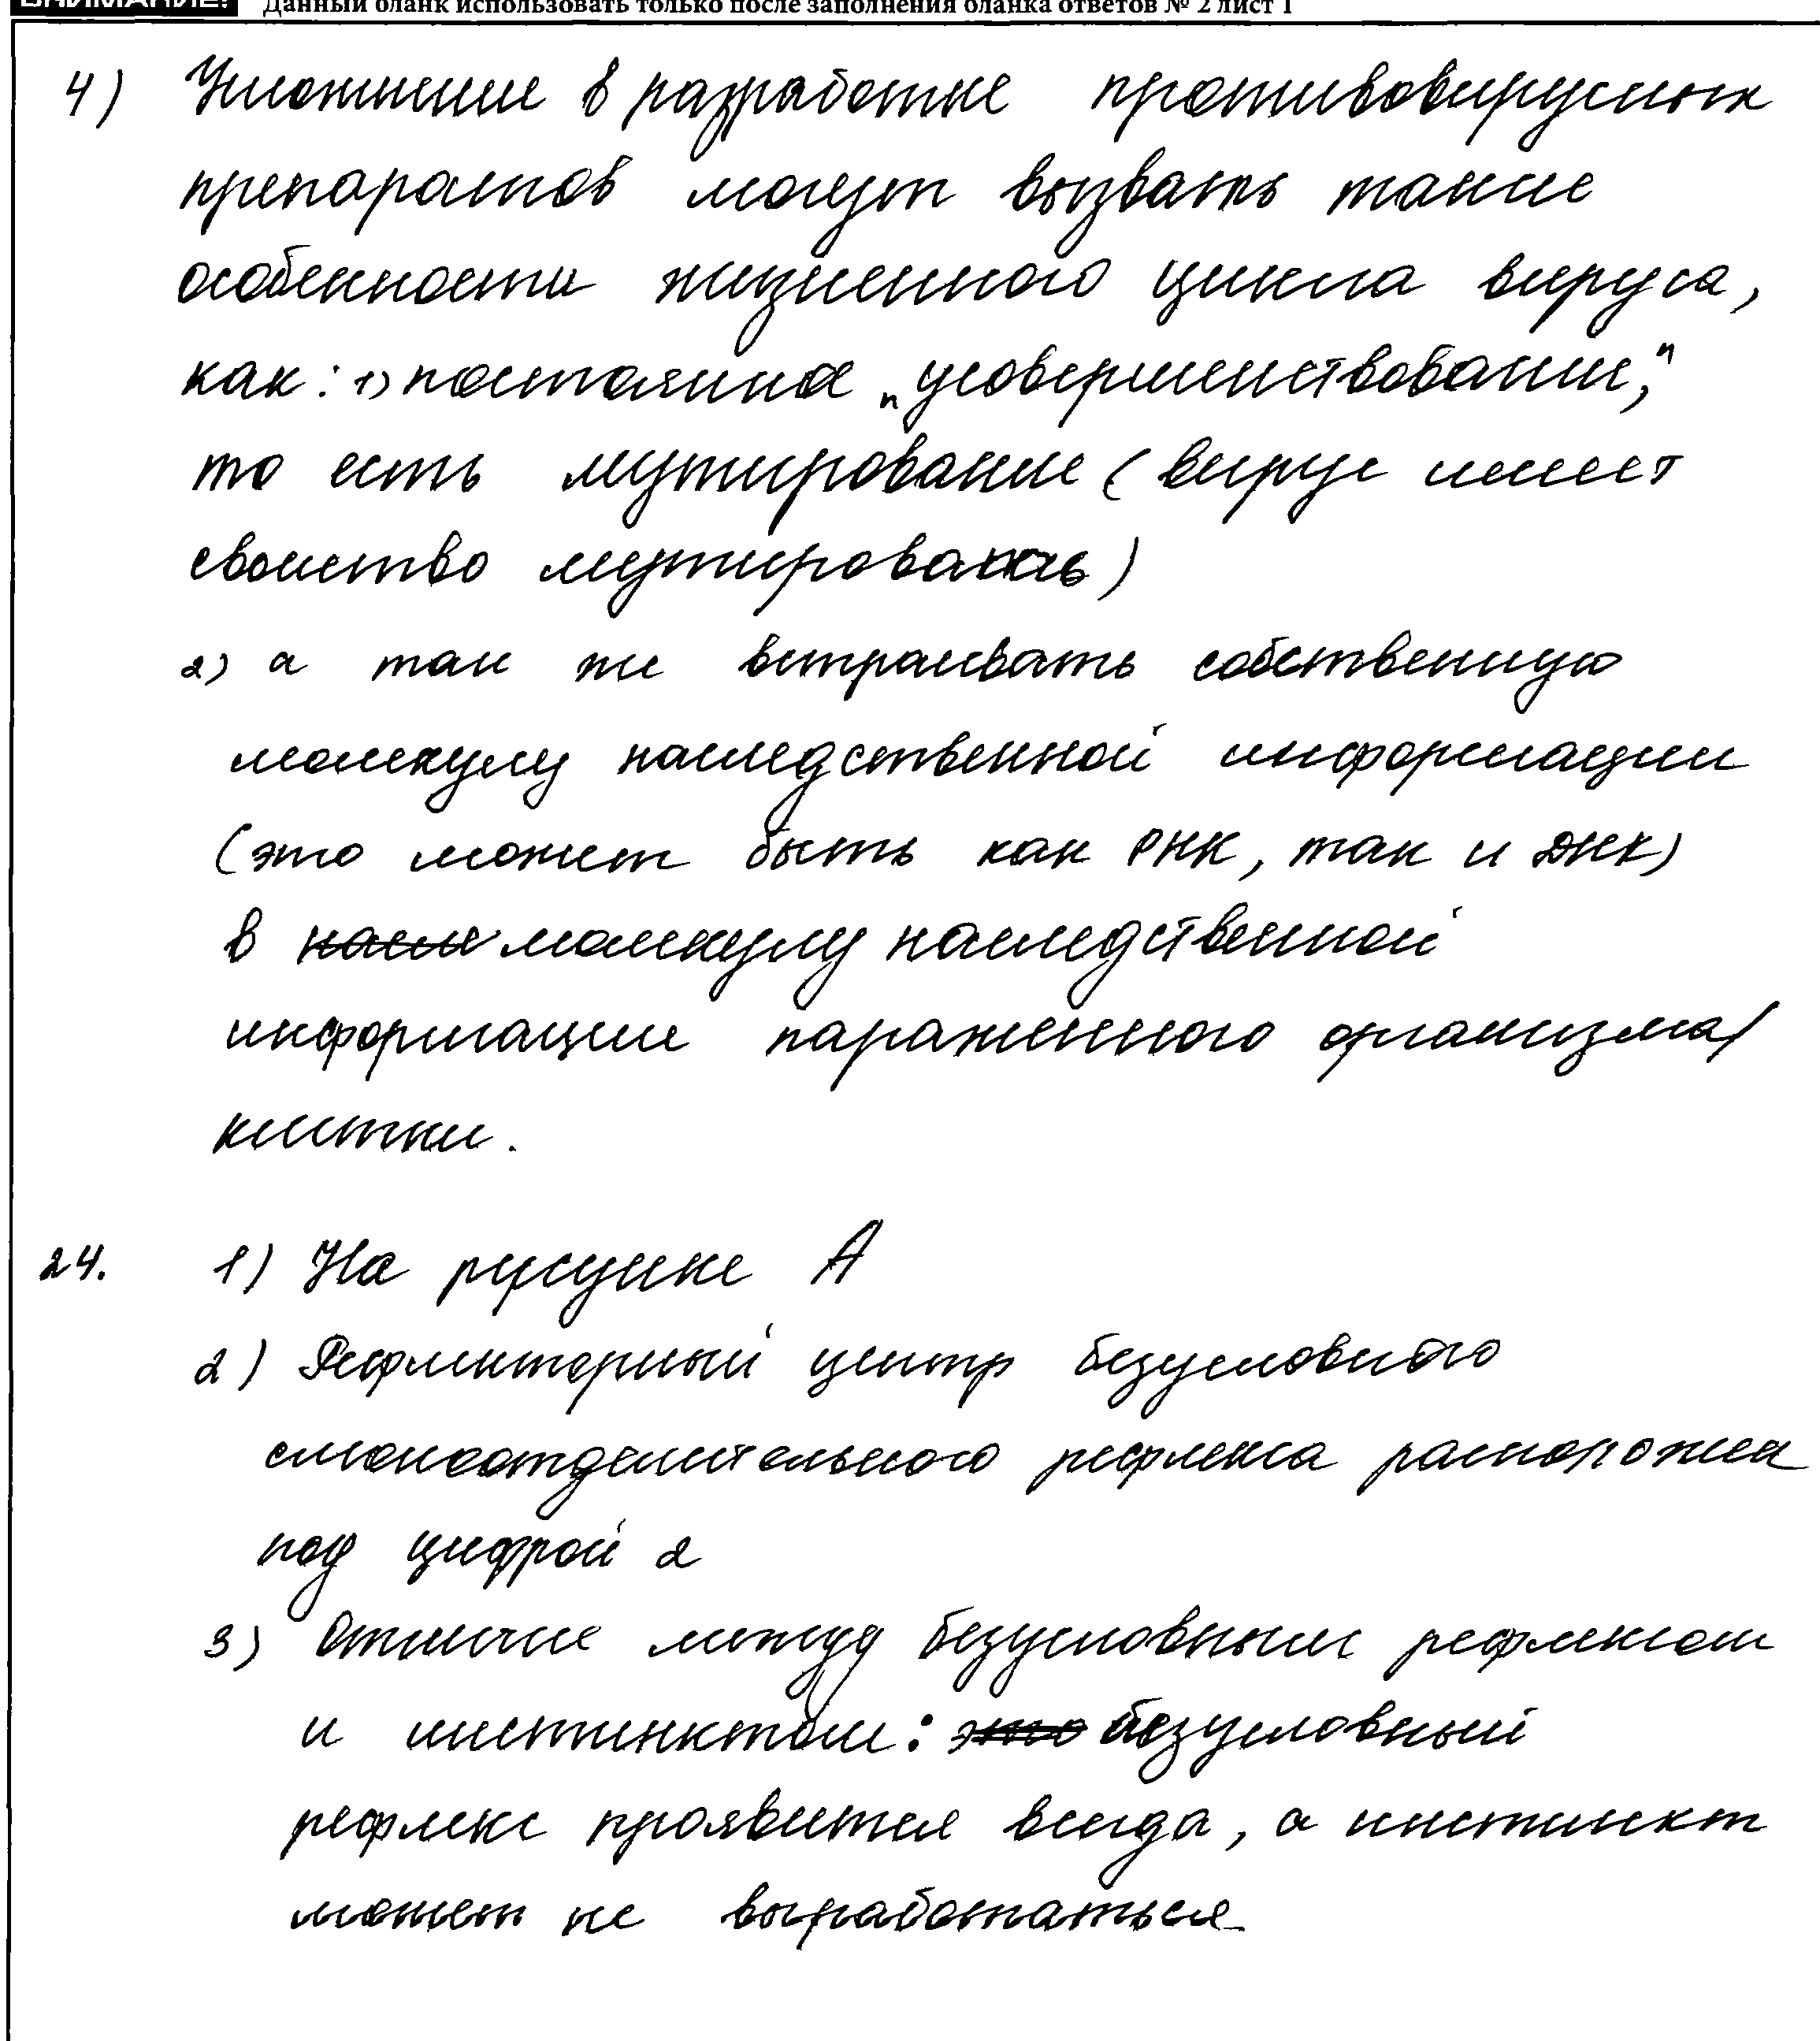 ВНИМАНИЕ! Данный бланк использовать только после заполнения бланка ответов № 2 лист 1
4) Усложнение в разработке противовирусных
препаратов могут вызвать такие
особенности жизненного цикла вируса,
как: 1) постоянное „усовершенствование",
то есть мутирование (вирус имеет
свойство мутировать)
2) а так же встраивать собственную
молекулу наследственной информации
(это может быть как РНК, так и ДНК)
в насле молекулу наследственной
информации параженного организма/
клетки.
24. 1) На рисунке А
2) Рефлекторный центр безусловного
слюноотделительного рефлекса расположен
под цифрой 2
3) Отличие между безусловным рефлексом
и инстинктом: это безусловный
рефлекс проявится всегда, а инстинкт
может не выработаться